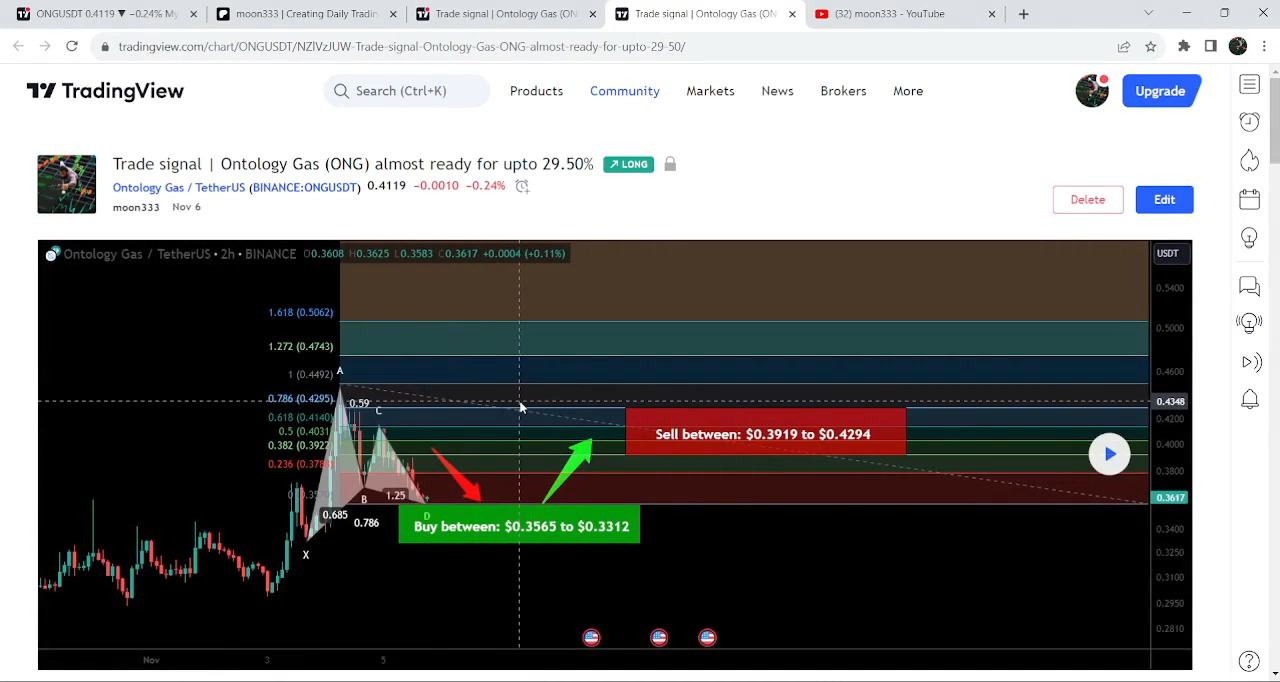 ONGUSDT 0.4119 ▼ −0.24% My
moon333 | Creating Daily Tradin
Trade signal | Ontology Gas (ON
Trade signal | Ontology Gas (ON
(32) moon333 - YouTube
tradingview.com/chart/ONGUSDT/NZlVzJUW-Trade-signal-Ontology-Gas-ONG-almost-ready-for-upto-29-50/
TradingView
Search (Ctrl+K)
Products
Community
Markets
News
Brokers
More
Upgrade
Trade signal | Ontology Gas (ONG) almost ready for upto 29.50%
LONG
Ontology Gas / TetherUS (BINANCE:ONGUSDT) 0.4119 −0.0010 −0.24%
moon333 Nov 6
Delete
Edit
Ontology Gas / TetherUS • 2h • BINANCE O0.3608 H0.3625 L0.3583 C0.3617 +0.0004 (+0.11%)
USDT
0.5400
1.618 (0.5062)
0.5000
1.272 (0.4743)
0.4600
1 (0.4492)
A
0.786 (0.4295)
0.59
0.4348
C
0.618 (0.4140)
0.4200
0.5 (0.4031)
Sell between: $0.3919 to $0.4294
0.382 (0.3922)
0.4000
0.236 (0.378
0.3800
B
1.25
0.3617
0.685
0.786
D
Buy between: $0.3565 to $0.3312
0.3400
X
0.3250
0.3100
0.2950
0.2810
Nov
3
5